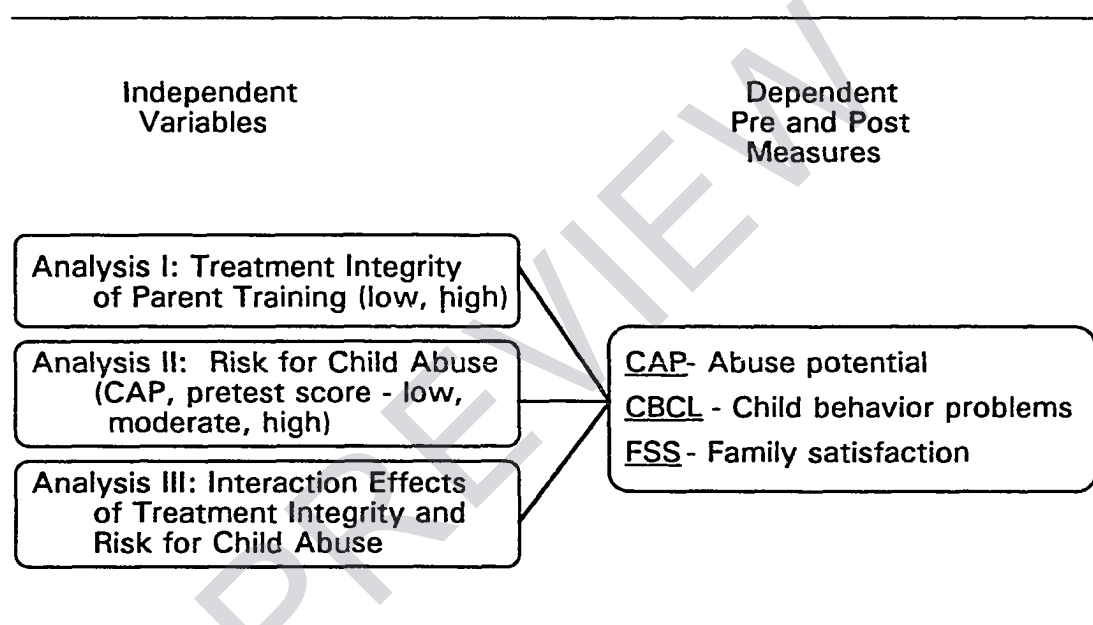 Independent
Variables
Dependent
Pre and Post
Measures
Analysis I: Treatment Integrity
of Parent Training (low, high)
Analysis II: Risk for Child Abuse
(CAP, pretest score - low,
moderate, high)
Analysis III: Interaction Effects
of Treatment Integrity and
Risk for Child Abuse
CAP- Abuse potential
CBCL - Child behavior problems
FSS - Family satisfaction
PREVIEW